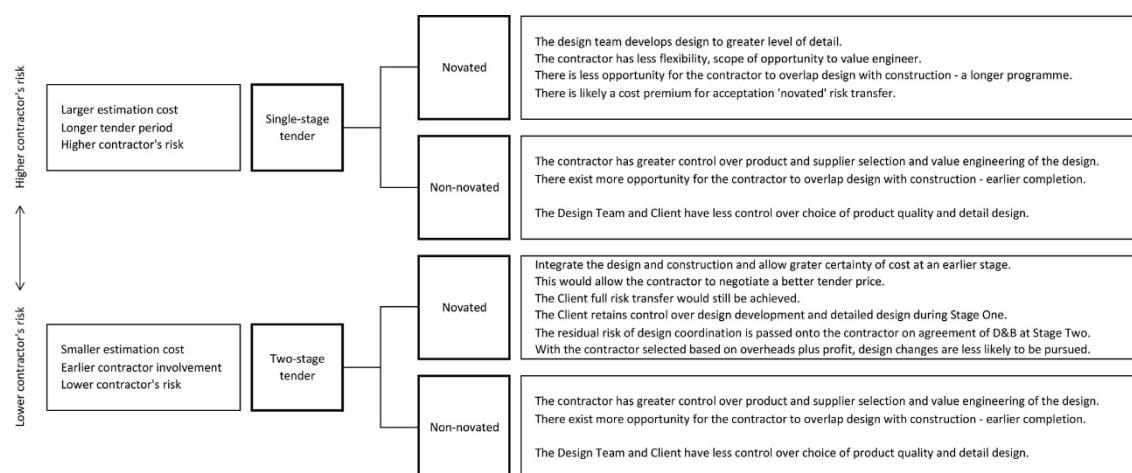 Higher contractor's risk
Lower contractor's risk
Larger estimation cost
Longer tender period
Higher contractor's risk
Single-stage
tender
Novated
The design team develops design to greater level of detail.
The contractor has less flexibility, scope of opportunity to value engineer.
There is less opportunity for the contractor to overlap design with construction - a longer programme.
There is likely a cost premium for acceptation 'novated' risk transfer.
Non-novated
The contractor has greater control over product and supplier selection and value engineering of the design.
There exist more opportunity for the contractor to overlap design with construction - earlier completion.
The Design Team and Client have less control over choice of product quality and detail design.
Smaller estimation cost
Earlier contractor involvement
Lower contractor's risk
Two-stage
tender
Novated
Integrate the design and construction and allow grater certainty of cost at an earlier stage.
This would allow the contractor to negotiate a better tender price.
The Client full risk transfer would still be achieved.
The Client retains control over design development and detailed design during Stage One.
The residual risk of design coordination is passed onto the contractor on agreement of D&B at Stage Two.
With the contractor selected based on overheads plus profit, design changes are less likely to be pursued.
Non-novated
The contractor has greater control over product and supplier selection and value engineering of the design.
There exist more opportunity for the contractor to overlap design with construction - earlier completion.
The Design Team and Client have less control over choice of product quality and detail design.